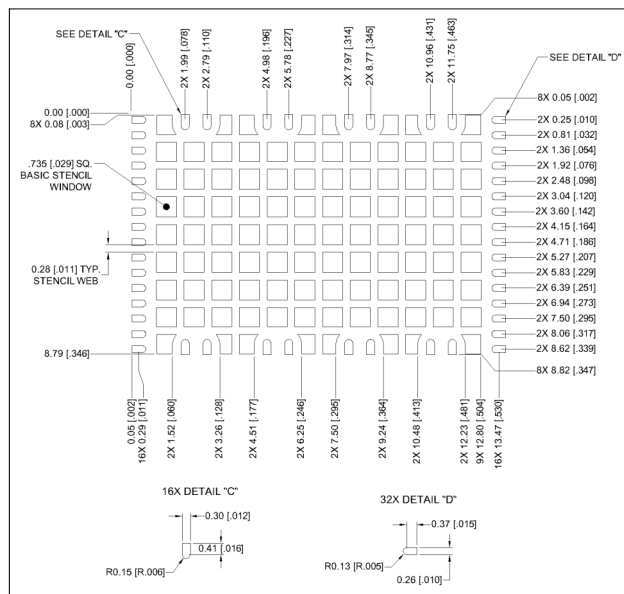 SEE DETAIL "C"
0.00 [.000]
2X 1.99 [.078]
2X 2.79 [.110]
2X 4.98 [.196]
2X 5.78 [.227]
2X 7.97 [.314]
2X 8.77 [.345]
2X 10.96 [.431]
2X 11.75 [.463]
SEE DETAIL "D"
0.00 [.000]
8X 0.08 [.003]
8X 0.05 [.002]
2X 0.25 [.010]
2X 0.81 [.032]
2X 1.36 [.054]
2X 1.92 [.076]
2X 2.48 [.098]
2X 3.04 [.120]
2X 3.60 [.142]
2X 4.15 [.164]
2X 4.71 [.186]
2X 5.27 [.207]
2X 5.83 [.229]
2X 6.39 [.251]
2X 6.94 [.273]
2X 7.50 [.295]
2X 8.06 [.317]
2X 8.62 [.339]
8X 8.82 [.347]
.735 [.029] SQ.
BASIC STENCIL
WINDOW
0.28 [.011] TYP.
STENCIL WEB
8.79 [.346]
0.05 [.002]
16X 0.29 [.011]
2X 1.52 [.060]
2X 3.26 [.128]
2X 4.51 [.177]
2X 6.25 [.246]
2X 7.50 [.295]
2X 9.24 [.364]
2X 10.48 [.413]
2X 12.23 [.481]
9X 12.80 [.504]
16X 13.47 [.530]
16X DETAIL "C"
0.30 [.012]
0.41 [.016]
R0.15 [R.006]
32X DETAIL "D"
0.37 [.015]
R0.13 [R.005]
0.26 [.010]